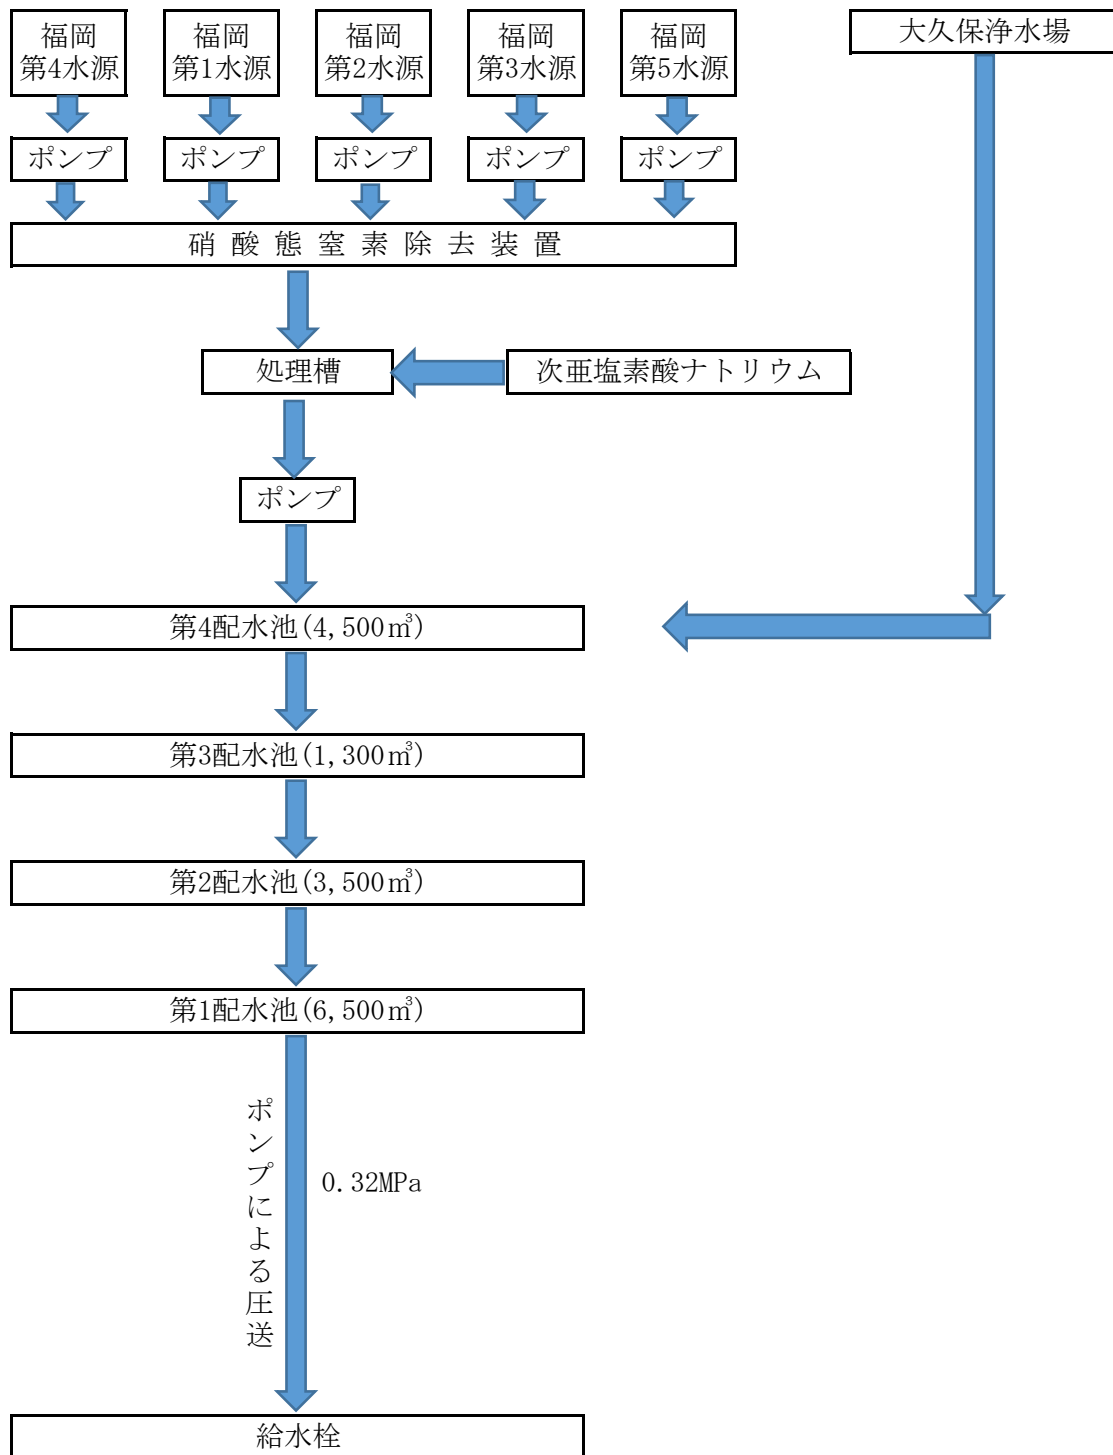 福岡
第4水源
福岡
第1水源
福岡
第2水源
福岡
第3水源
福岡
第5水源
大久保浄水場
ポンプ
ポンプ
ポンプ
ポンプ
ポンプ
硝酸態窒素除去装置
処理槽
次亜塩素酸ナトリウム
ポンプ
第4配水池(4,500㎥)
第3配水池(1,300㎥)
第2配水池(3,500㎥)
第1配水池(6,500㎥)
ポンプによる圧送
0.32MPa
給水栓